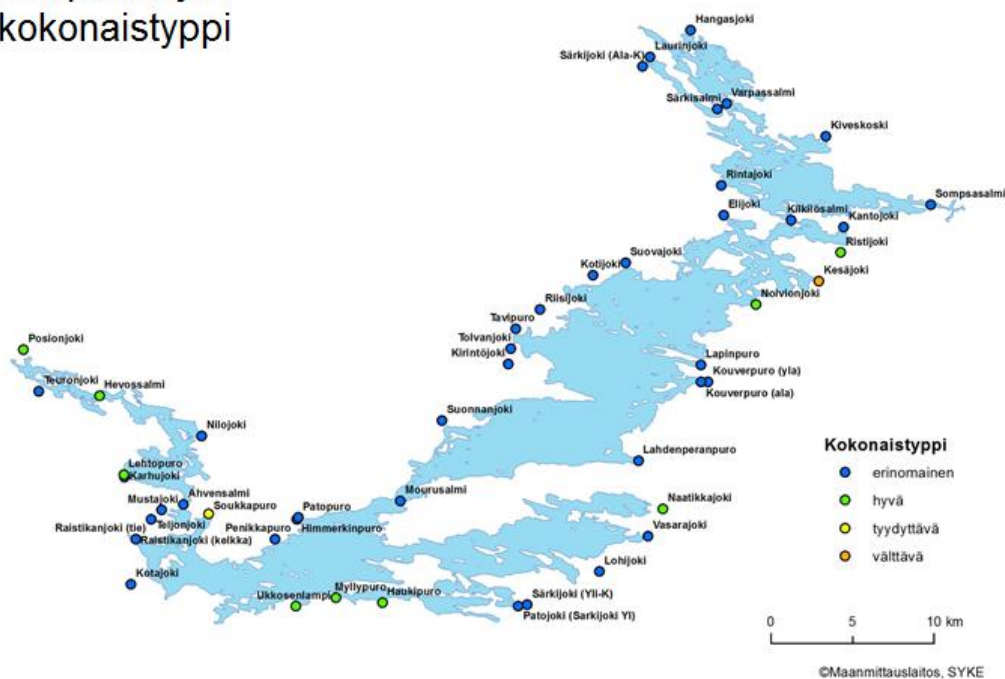 kokonaistyppi
Hangasjoki
Laurinjoki
Särkijoki (Ala-K)
Varpassalmi
Särkisalmi
Kiveskoski
Rintajoki
Sompsasalmi
Elijoki
Kilkilösalmi
Kantojoki
Ristijoki
Suovajoki
Kotijoki
Kesäjoki
Noivionjoki
Riisijoki
Tavipuro
Tolvanjoki
Posionjoki
Kirintöjoki
Lapinpuro
Kouverpuro (yla)
Teuronjoki
Hevossalmi
Kouverpuro (ala)
Suonnanjoki
Nilojoki
Kokonaistyppi
Lahdenperanpuro
erinomainen
Lehtopuro
Karhujoki
hyvä
Mourusalmi
Naatikkajoki
Ahvensalmi
Mustajoki
Soukkapuro
Patopuro
tyydyttävä
Raistikanjoki (tie)
Teljonjoki
Penikkapuro
Himmerkinpuro
Vasarajoki
Raistikanjoki (kelkka)
välttävä
Lohijoki
Kotajoki
Myllypuro
Ukkosenlampi
Haukipuro
Särkijoki (Yli-K)
Patojoki (Sarkijoki Yl)
0 5 10 km
©Maanmittauslaitos, SYKE